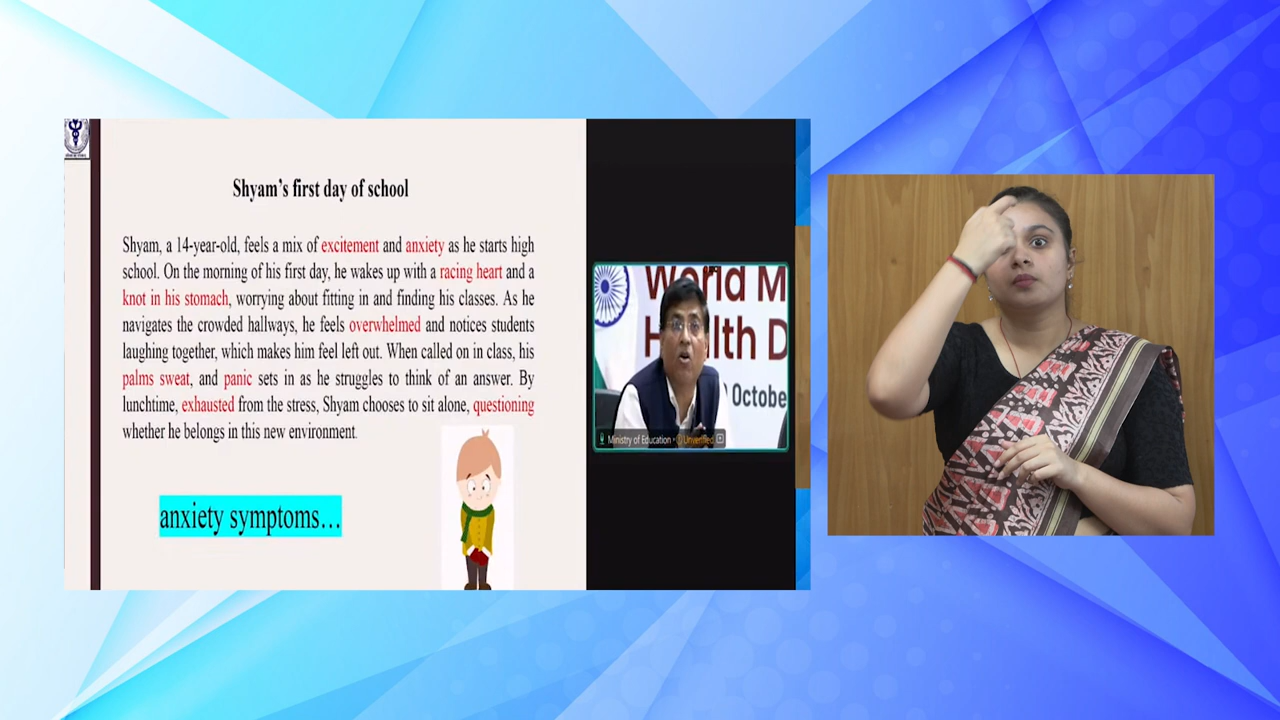 Shyam's first day of school
Shyam, a 14-year-old, feels a mix of excitement and anxiety as he starts high
school. On the morning of his first day, he wakes up with a racing heart and a
knot in his stomach, worrying about fitting in and finding his classes. As he
navigates the crowded hallways, he feels overwhelmed and notices students
laughing together, which makes him feel left out. When called on in class, his
palms sweat, and panic sets in as he struggles to think of an answer. By
lunchtime, exhausted from the stress, Shyam chooses to sit alone, questioning
whether he belongs in this new environment.
anxiety symptoms…
World M
Health D
October
Ministry of Education
Unverified